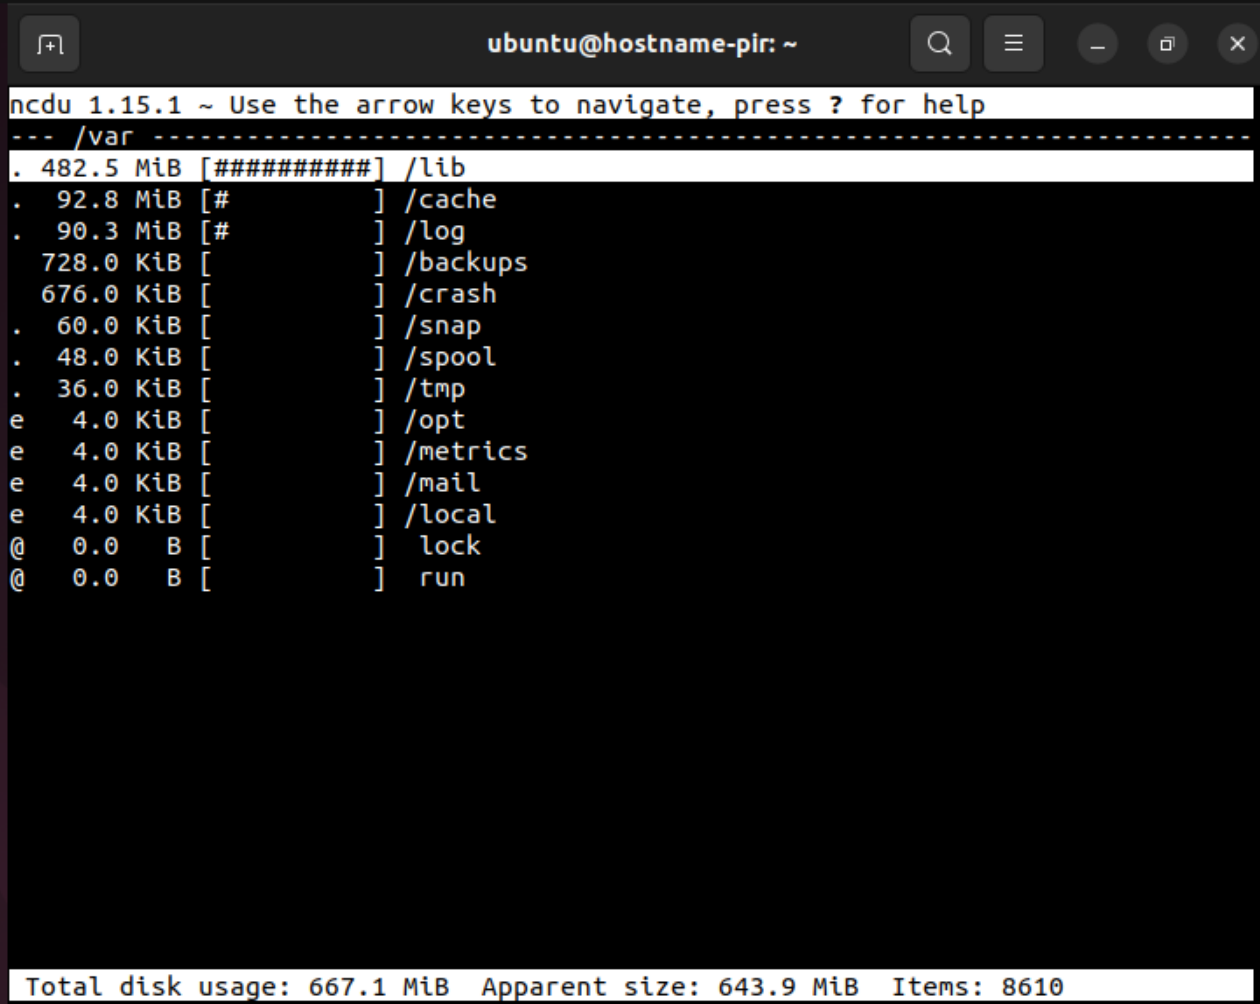 ubuntu@hostname-pir: ~
ncdu 1.15.1 ~ Use the arrow keys to navigate, press ? for help
--- /var ----------------------------------------------------------------------
. 482.5 MiB [##########] /lib
.  92.8 MiB [#         ] /cache
.  90.3 MiB [#         ] /log
  728.0 KiB [          ] /backups
  676.0 KiB [          ] /crash
.  60.0 KiB [          ] /snap
.  48.0 KiB [          ] /spool
.  36.0 KiB [          ] /tmp
e   4.0 KiB [          ] /opt
e   4.0 KiB [          ] /metrics
e   4.0 KiB [          ] /mail
e   4.0 KiB [          ] /local
@   0.0   B [          ]  lock
@   0.0   B [          ]  run
Total disk usage: 667.1 MiB  Apparent size: 643.9 MiB  Items: 8610